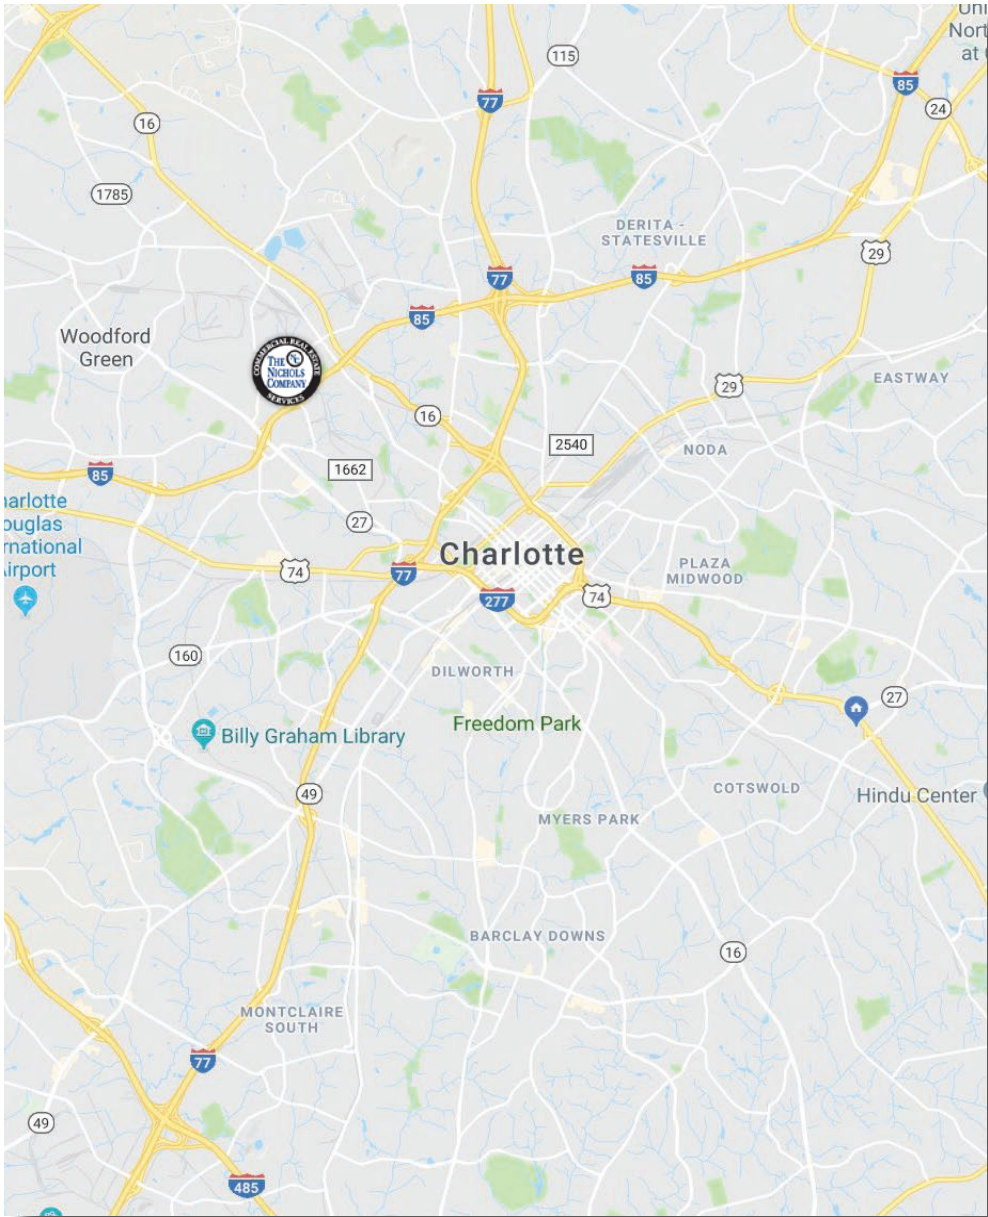 Uni
Nort
at
115
77
85
24
16
1785
DERITA -
STATESVILLE
29
77
85
85
Woodford
Green
COMMERCIAL REAL ESTATE
THE
NICHOLS
COMPANY
SERVICES
29
EASTWAY
16
2540
NODA
1662
85
harlotte
ouglas
rnational
Airport
27
Charlotte
PLAZA
MIDWOOD
74
77
277
74
160
DILWORTH
27
Freedom Park
Billy Graham Library
COTSWOLD
Hindu Center
49
MYERS PARK
BARCLAY DOWNS
16
MONTCLAIRE
SOUTH
77
49
485